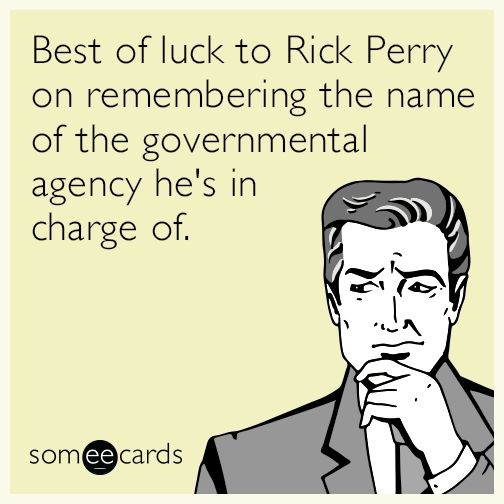 Best of luck to Rick Perry
on remembering the name
of the governmental
agency he's in
charge of.
someecards